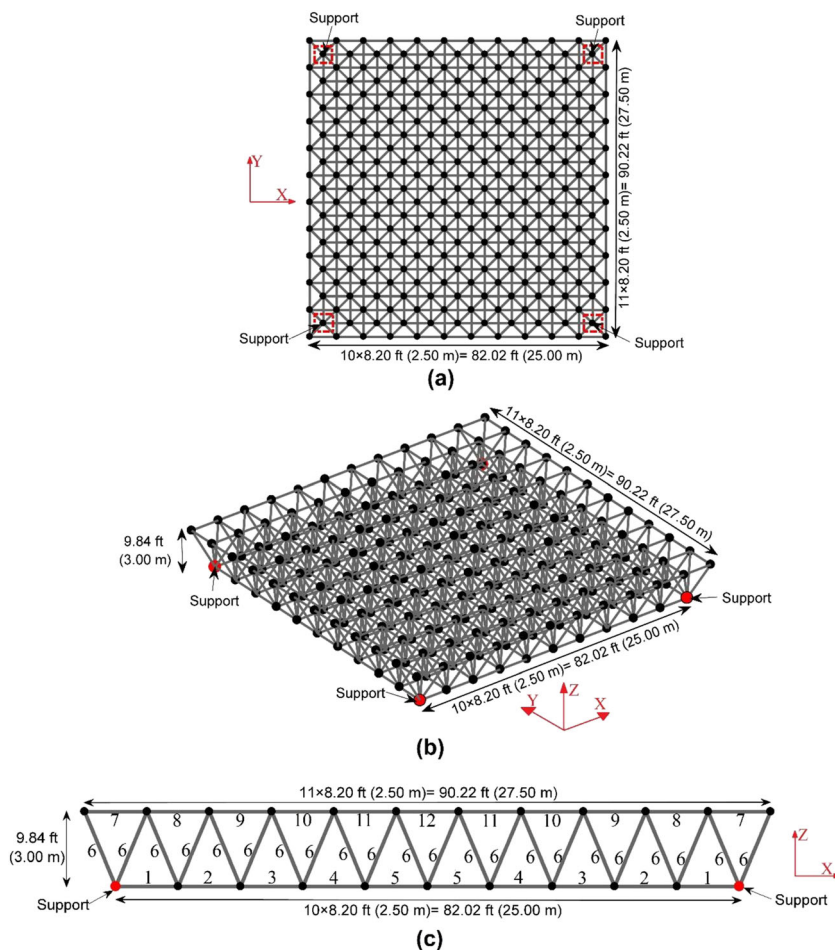 Support
Support
11×8.20 ft (2.50 m)= 90.22 ft (27.50 m)
Y
X
Support
Support
10×8.20 ft (2.50 m)= 82.02 ft (25.00 m)
(a)
11×8.20 ft (2.50 m)= 90.22 ft (27.50 m)
9.84 ft
(3.00 m)
Support
Support
Support
10×8.20 ft (2.50 m)= 82.02 ft (25.00 m)
Y
Z
X
(b)
11×8.20 ft (2.50 m)= 90.22 ft (27.50 m)
7 8 9 10 11 12 11 10 9 8 7
9.84 ft
(3.00 m)
6 6 6 6 6 6 6 6 6 6 6 6 6 6 6 6 6 6 6 6 6 6
Z
X
1 2 3 4 5 5 4 3 2 1
Support
Support
10×8.20 ft (2.50 m)= 82.02 ft (25.00 m)
(c)